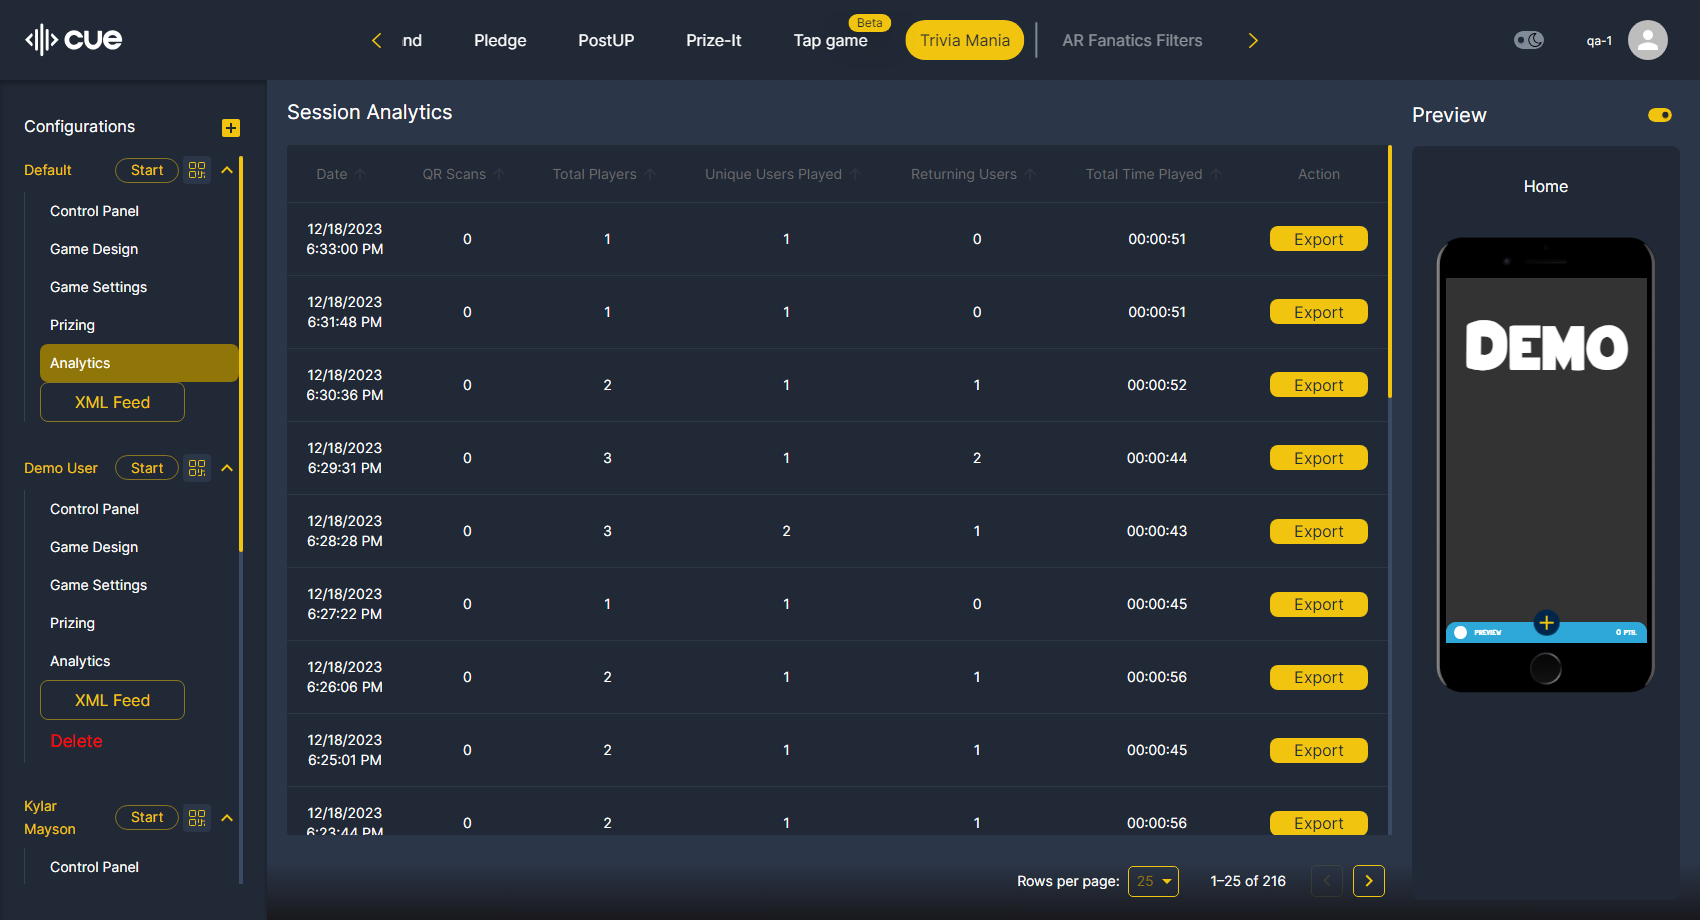 cue
nd
Pledge
PostUP
Prize-It
Tap game
Beta
Trivia Mania
AR Fanatics Filters
qa-1
Configurations
Default
Start
Control Panel
Game Design
Game Settings
Prizing
Analytics
XML Feed
Demo User
Start
Control Panel
Game Design
Game Settings
Prizing
Analytics
XML Feed
Delete
Kylar
Mayson
Start
Control Panel
Session Analytics
Date QR Scans Total Players Unique Users Played Returning Users Total Time Played Action
12/18/2023
6:33:00 PM 0 1 1 0 00:00:51 Export
12/18/2023
6:31:48 PM 0 1 1 0 00:00:51 Export
12/18/2023
6:30:36 PM 0 2 1 1 00:00:52 Export
12/18/2023
6:29:31 PM 0 3 1 2 00:00:44 Export
12/18/2023
6:28:28 PM 0 3 2 1 00:00:43 Export
12/18/2023
6:27:22 PM 0 1 1 0 00:00:45 Export
12/18/2023
6:26:06 PM 0 2 1 1 00:00:56 Export
12/18/2023
6:25:01 PM 0 2 1 1 00:00:45 Export
12/18/2023
6:23:44 PM 0 2 1 1 00:00:56 Export
Rows per page: 25 1–25 of 216
Preview
Home
DEMO
PREVIEW
0 PTS.